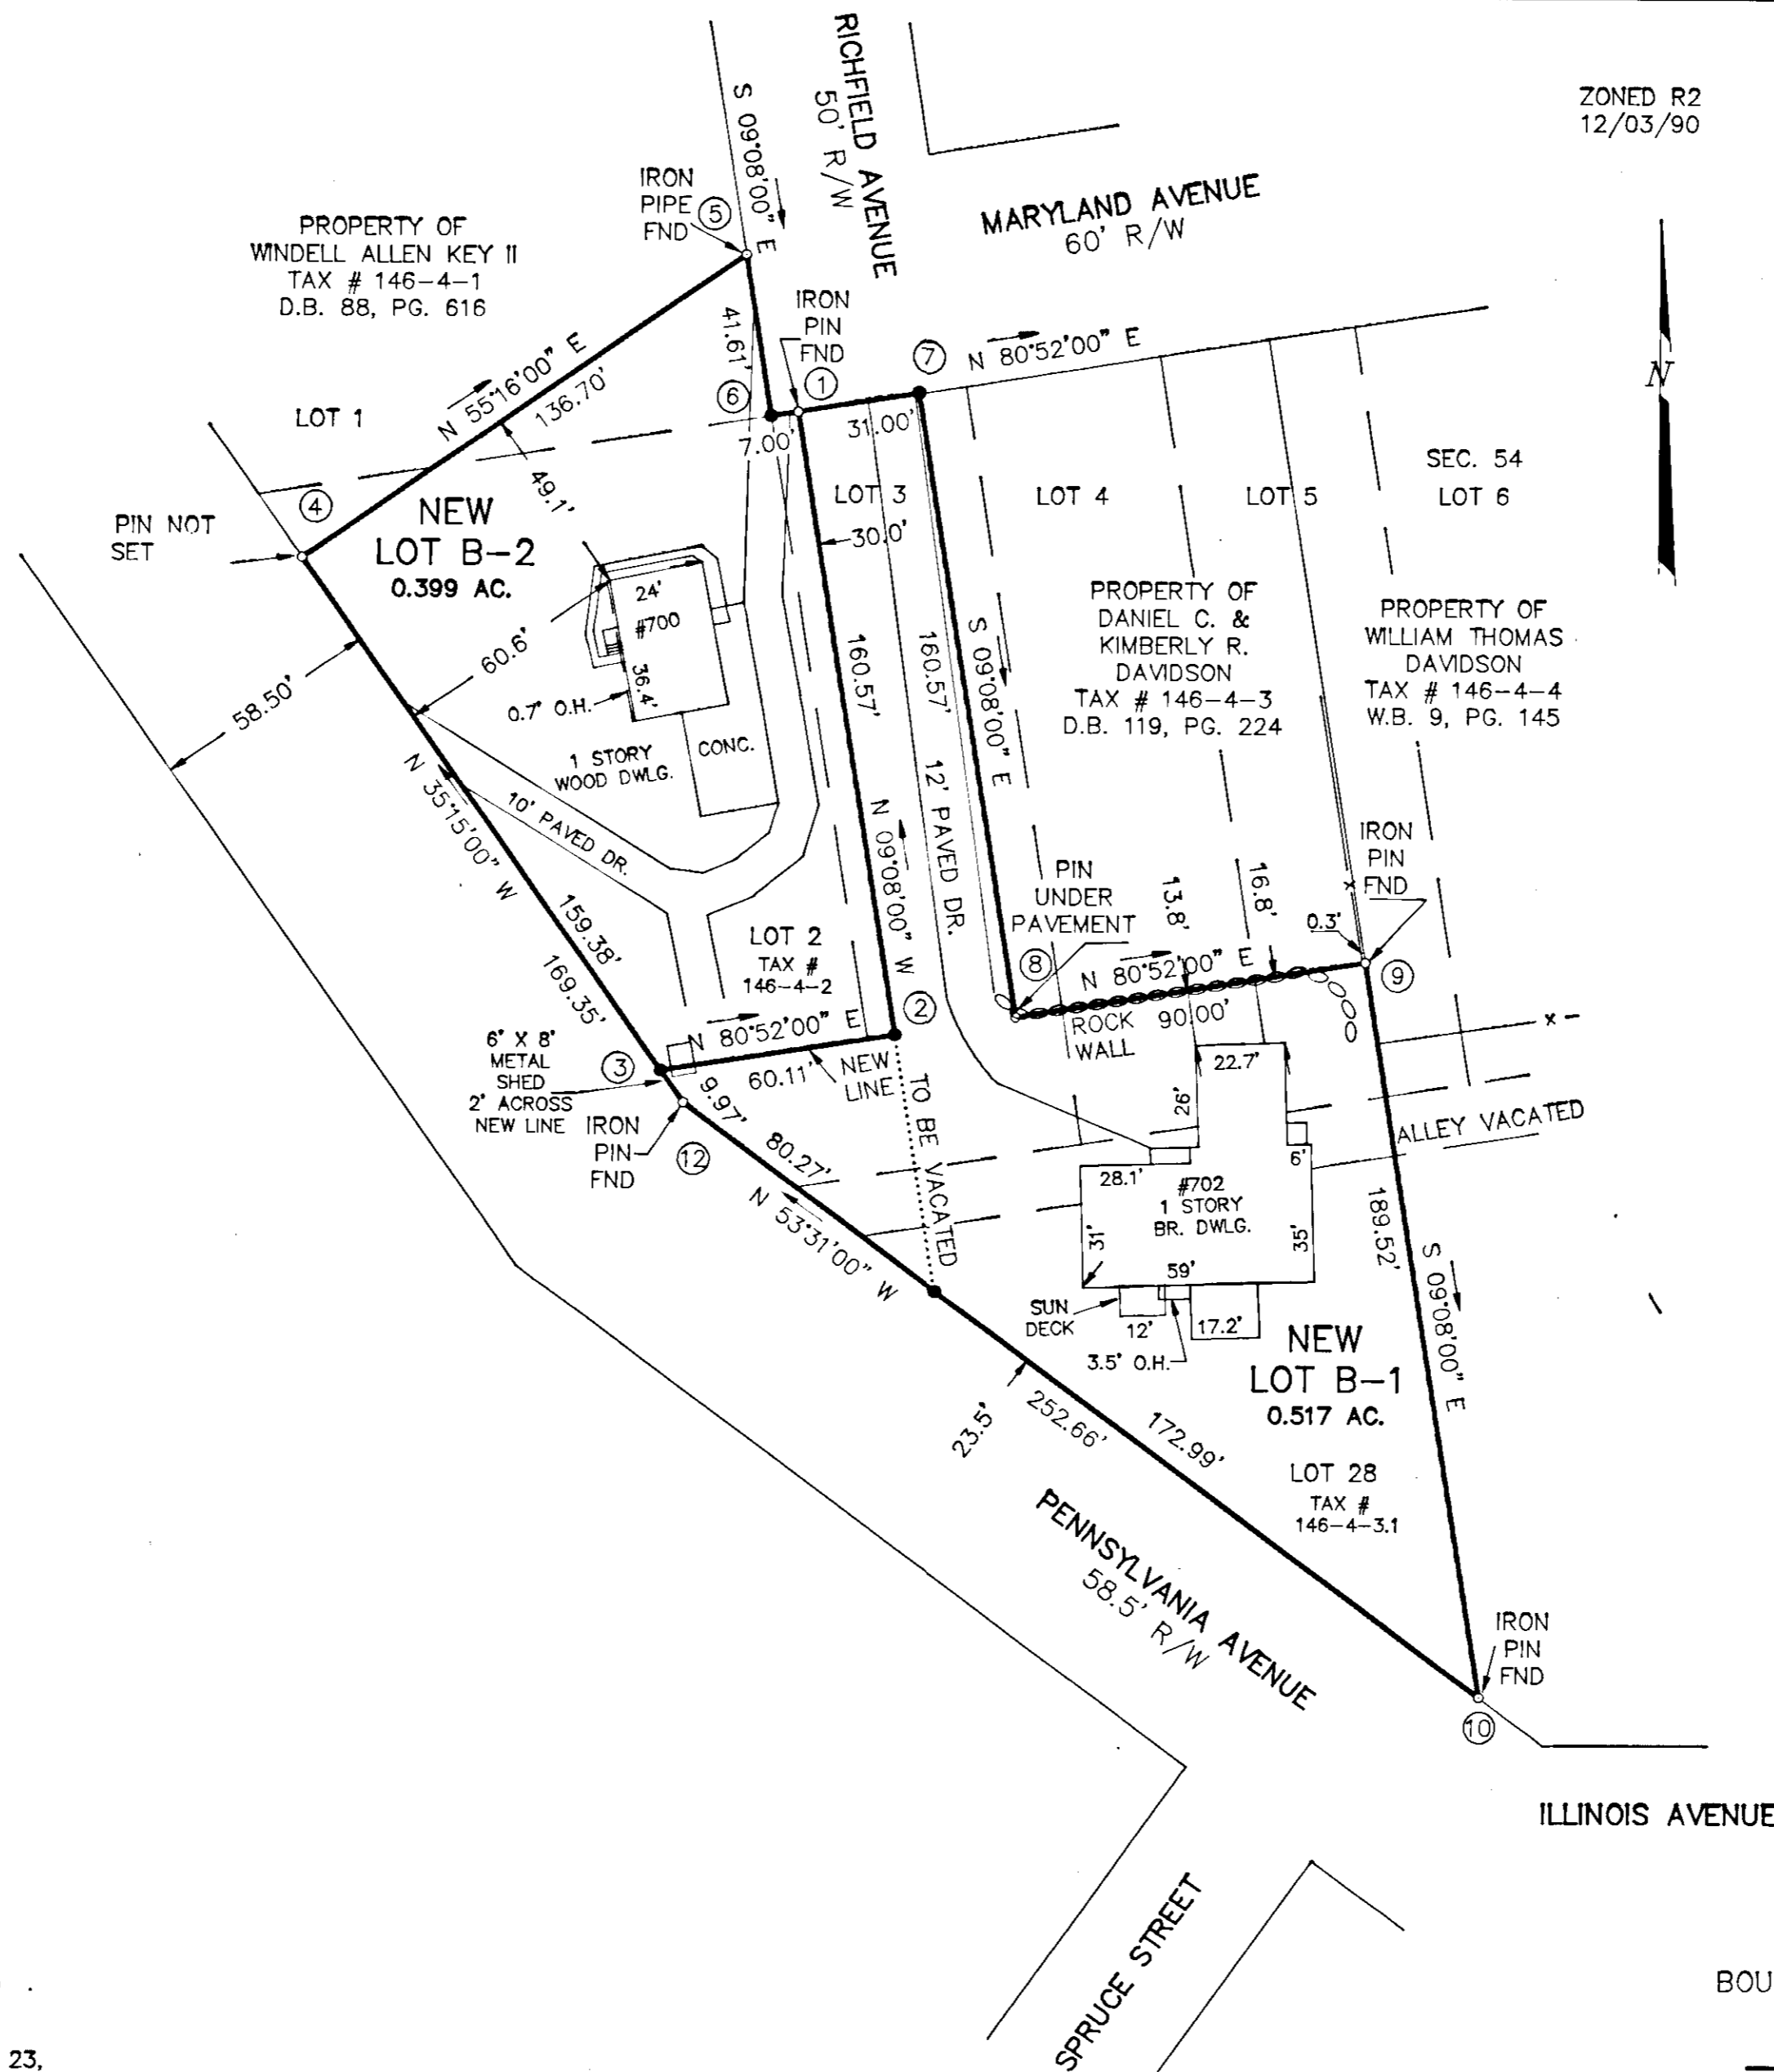 ZONED R2
12/03/90
RICHFIELD AVENUE
50' R/W
S 09°08'00" E
MARYLAND AVENUE
60' R/W
IRON
PIPE
FND
5
PROPERTY OF
WINDELL ALLEN KEY II
TAX # 146-4-1
D.B. 88, PG. 616
IRON
PIN
FND
41.61'
1
6
7
N 80°52'00" E
N
N 55°16'00" E
136.70'
LOT 1
7.00'
31.00'
49.1'
4
PIN NOT
SET
NEW
LOT B-2
0.399 AC.
LOT 3
30.0'
LOT 4
LOT 5
SEC. 54
LOT 6
24'
#700
36.4'
60.6'
0.7' O.H.
58.50'
1 STORY
WOOD DWLG.
CONC.
160.57'
160.57'
S 09°08'00" E
PROPERTY OF
DANIEL C. &
KIMBERLY R.
DAVIDSON
TAX # 146-4-3
D.B. 119, PG. 224
PROPERTY OF
WILLIAM THOMAS
DAVIDSON
TAX # 146-4-4
W.B. 9, PG. 145
N 35°15'00" W
10' PAVED DR.
12' PAVED DR.
N 09°08'00" W
159.38'
169.35'
LOT 2
TAX #
146-4-2
PIN
UNDER
PAVEMENT
13.8'
16.8'
IRON
PIN
FND
x
0.3'
8
N 80°52'00" E
9
2
ROCK
WALL
90.00'
x
6' X 8'
METAL
SHED
2' ACROSS
NEW LINE
3
N 80°52'00" E
60.11'
NEW
LINE
9.97'
IRON
PIN
FND
12
80.27'
N 53°31'00" W
TO BE VACATED
22.7'
26'
6'
ALLEY VACATED
28.1'
#702
1 STORY
BR. DWLG.
31'
35'
59'
SUN
DECK
12'
17.2'
3.5' O.H.
189.52'
S 09°08'00" E
NEW
LOT B-1
0.517 AC.
23.5'
252.66'
172.99'
LOT 28
TAX #
146-4-3.1
PENNSYLVANIA AVENUE
58.5' R/W
IRON
PIN
FND
10
ILLINOIS AVENUE
SPRUCE STREET
BOU
23,